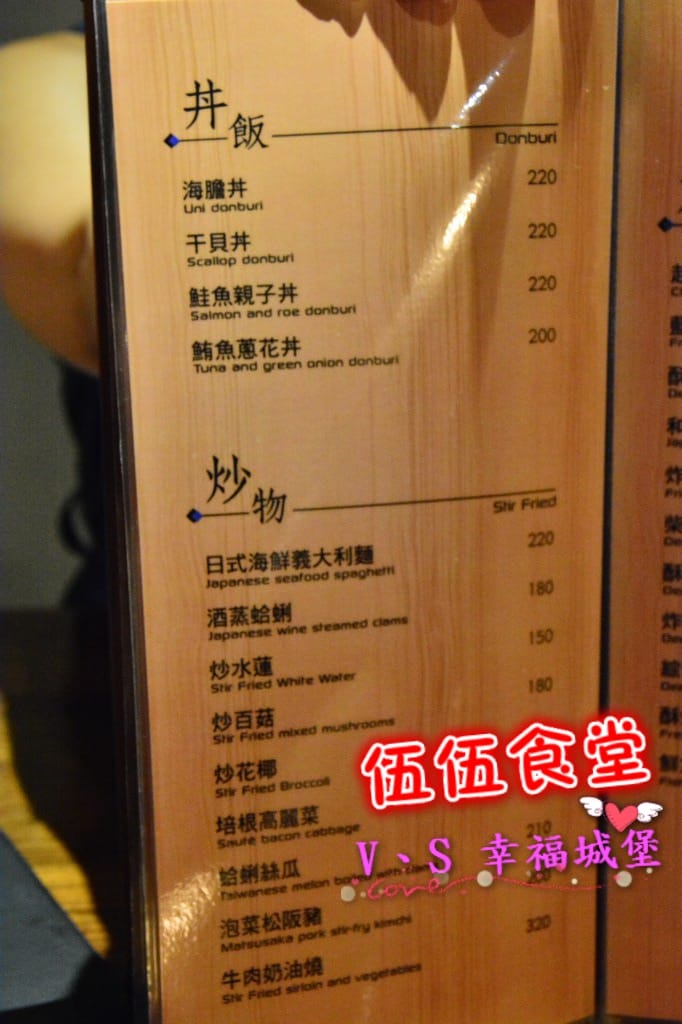 丼飯
Donburi
海膽丼 220
Uni donburi
干貝丼 220
Scallop donburi
鮭魚親子丼 220
Salmon and roe donburi
鮪魚蔥花丼 200
Tuna and green onion donburi
炒物
Stir Fried
日式海鮮義大利麵 220
Japanese seafood spaghetti
酒蒸蛤蜊 180
Japanese wine steamed clams
炒水蓮 150
Stir Fried White Water
炒百菇 180
Stir Fried mixed mushrooms
炒花椰
Stir Fried Broccoli
培根高麗菜
Sauté bacon cabbage 210
蛤蜊絲瓜
Taiwanese melon boiled with clam
泡菜松阪豬 320
Matsusaka pork stir-fry kimchi
牛肉奶油燒
Stir Fried sirloin and vegetables
伍伍食堂
V、S 幸福城堡
Love